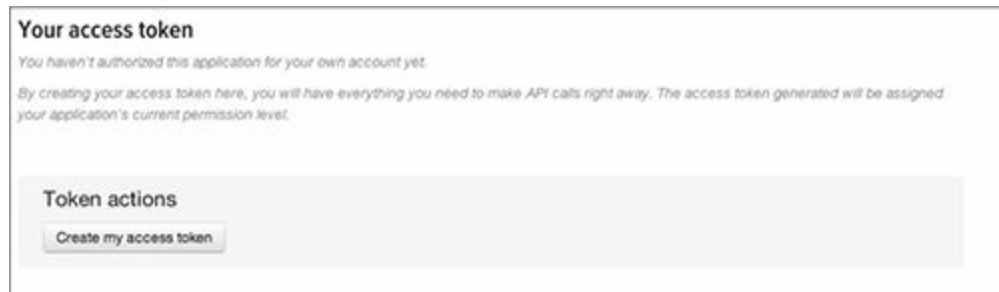 Your access token
You haven't authorized this application for your own account yet.
By creating your access token here, you will have everything you need to make API calls right away. The access token generated will be assigned
your application's current permission level.
Token actions
Create my access token